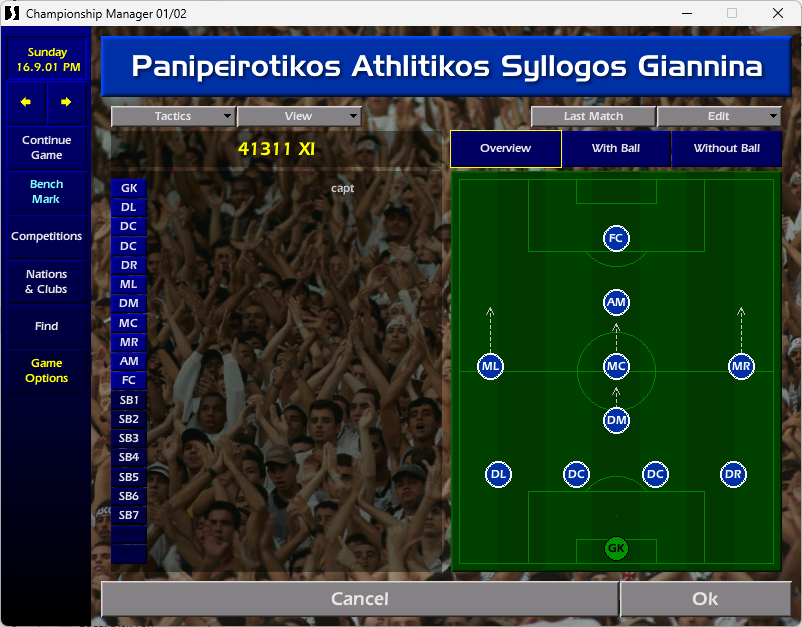 Championship Manager 01/02
Sunday
16.9.01 PM
Continue
Game
Bench
Mark
Competitions
Nations
& Clubs
Find
Game
Options
Panipeirotikos Athlitikos Syllogos Giannina
Tactics
View
Last Match
Edit
41311 XI
Overview
With Ball
Without Ball
GK
capt
DL
DC
DC
DR
ML
DM
MC
MR
AM
FC
SB1
SB2
SB3
SB4
SB5
SB6
SB7
FC
AM
ML
MC
MR
DM
DL
DC
DC
DR
GK
Cancel
Ok